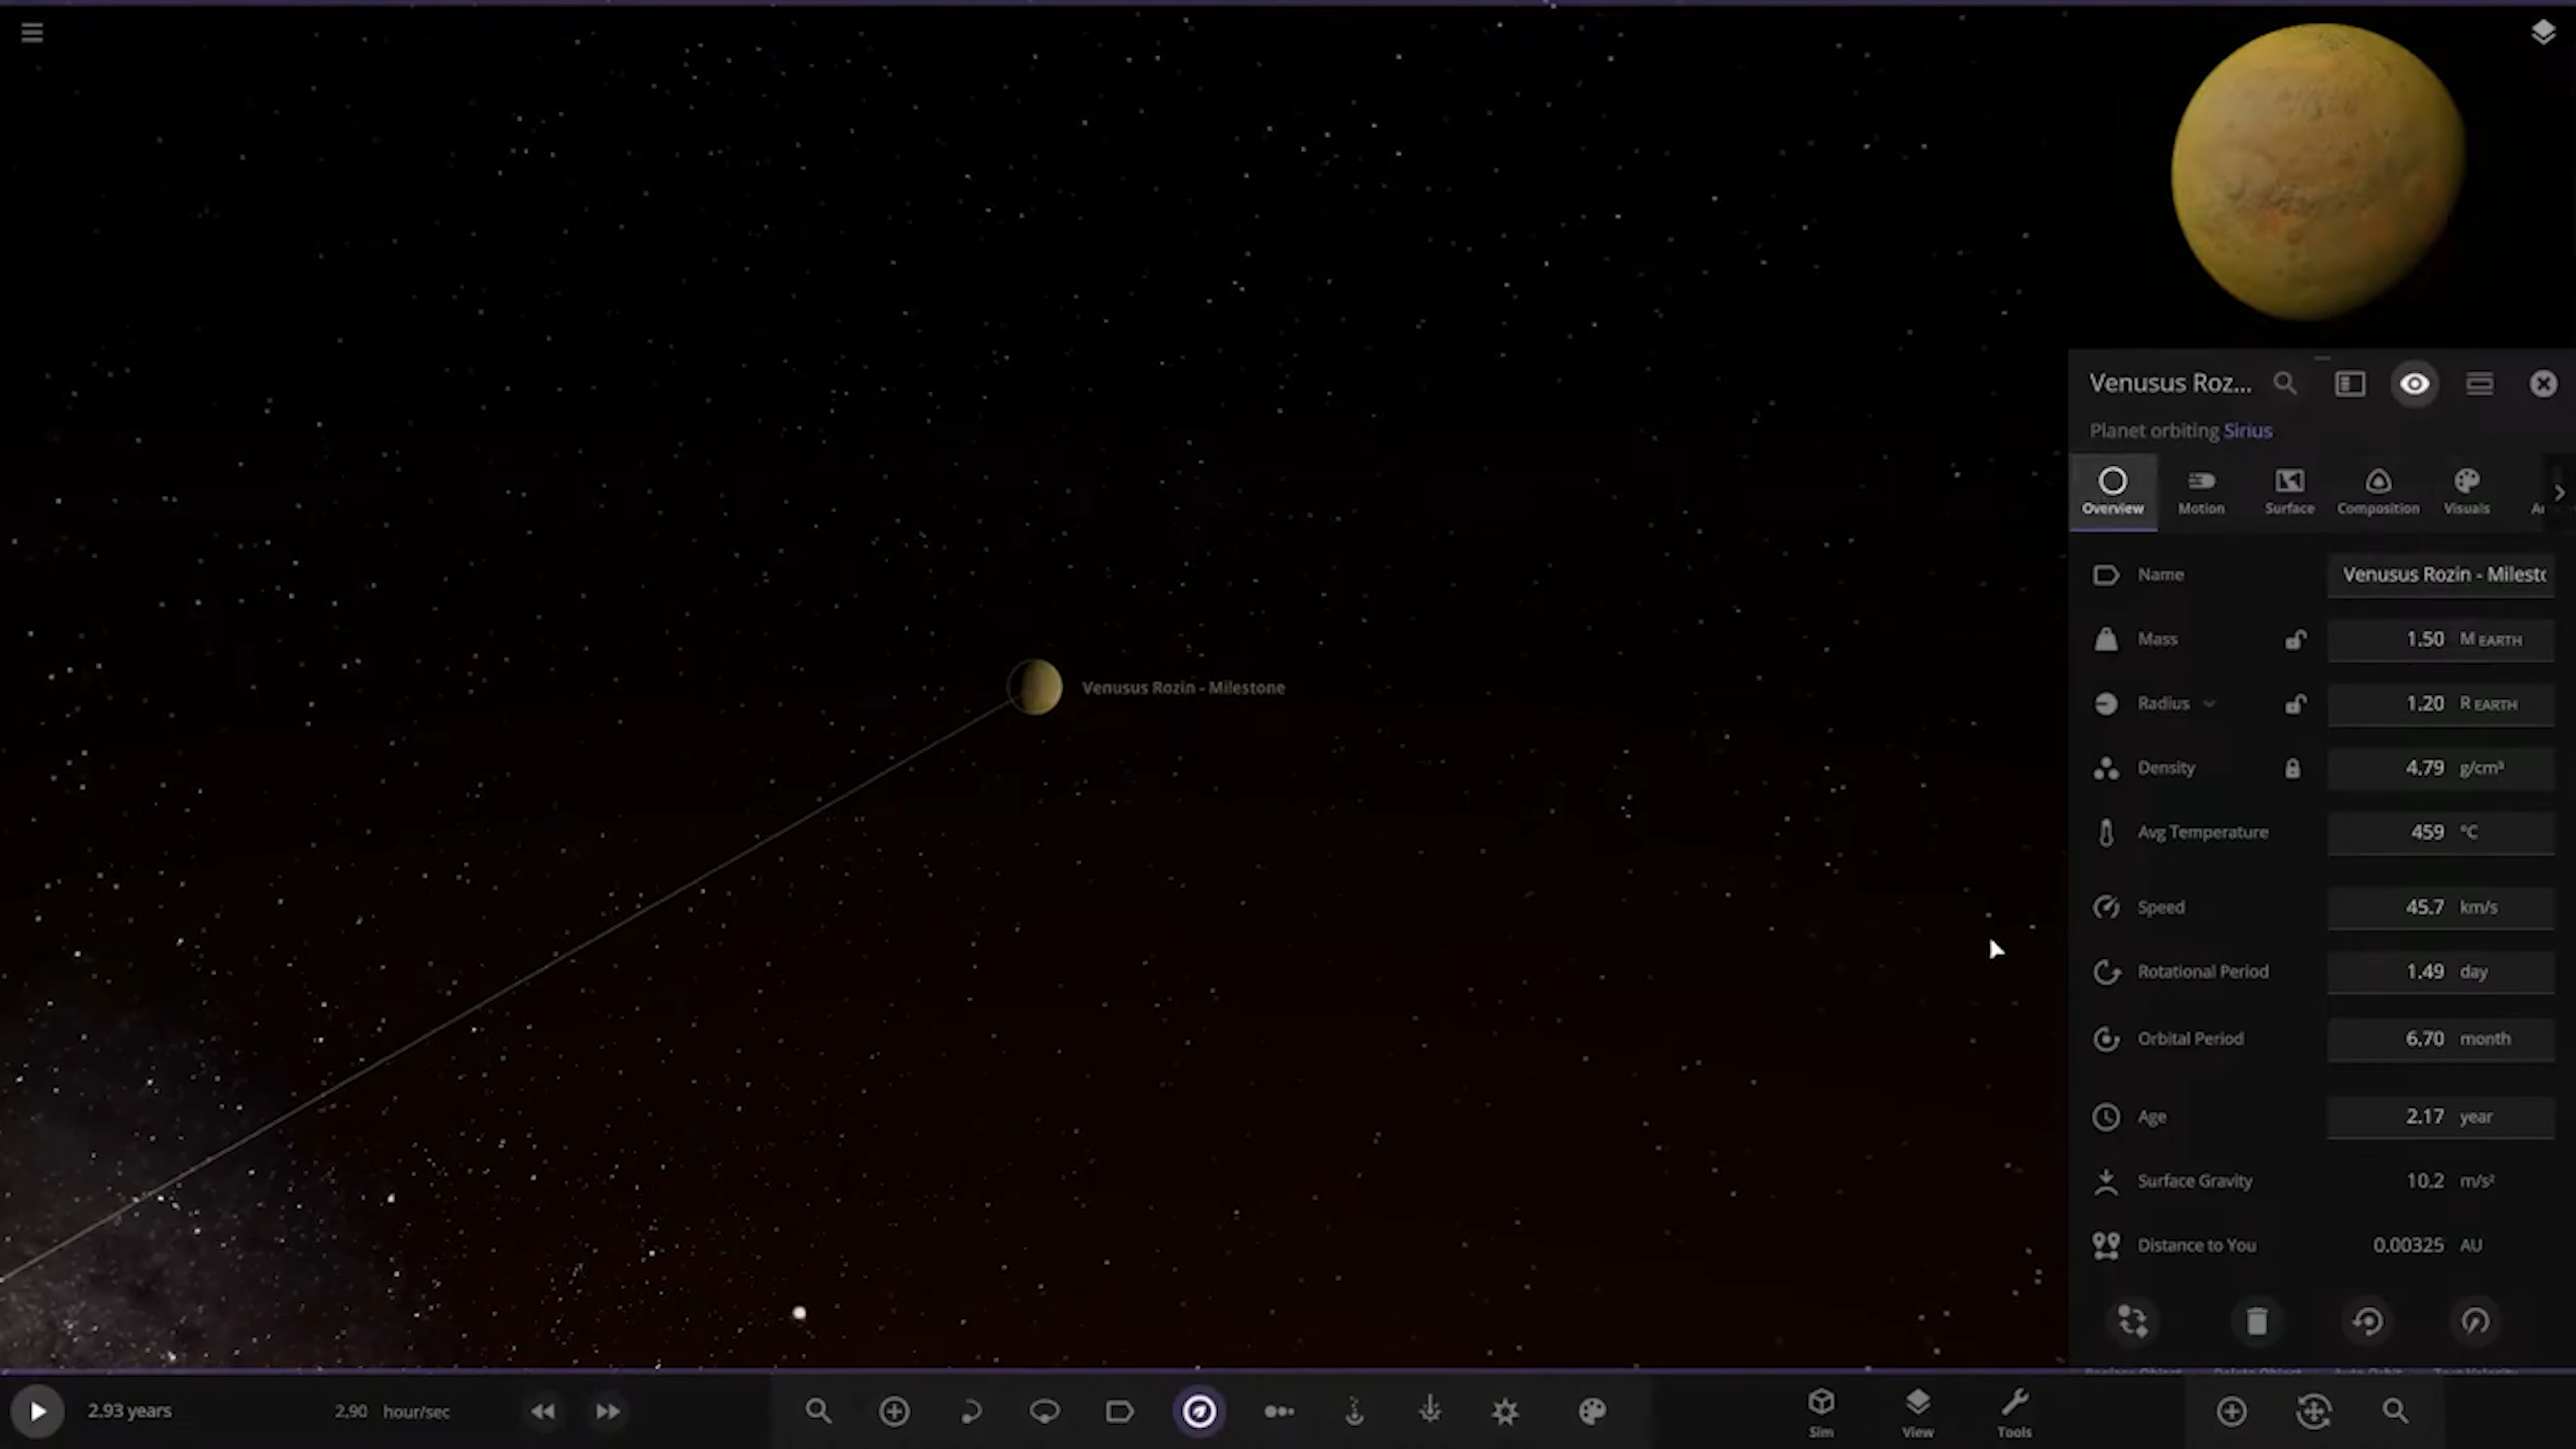 Venusus Roz...
Planet orbiting Sirius
Overview
Motion
Surface
Composition
Visuals
Name Venusus Rozin - Milest
Mass 1.50 M EARTH
Radius 1.20 R EARTH
Density 4.79 g/cm³
Avg Temperature 459 °C
Speed 45.7 km/s
Rotational Period 1.49 day
Orbital Period 6.70 month
Age 2.17 year
Surface Gravity 10.2 m/s²
Distance to You 0.00325 AU
Venusus Rozin - Milestone
2.93 years
2.90 hour/sec
Sim
View
Tools